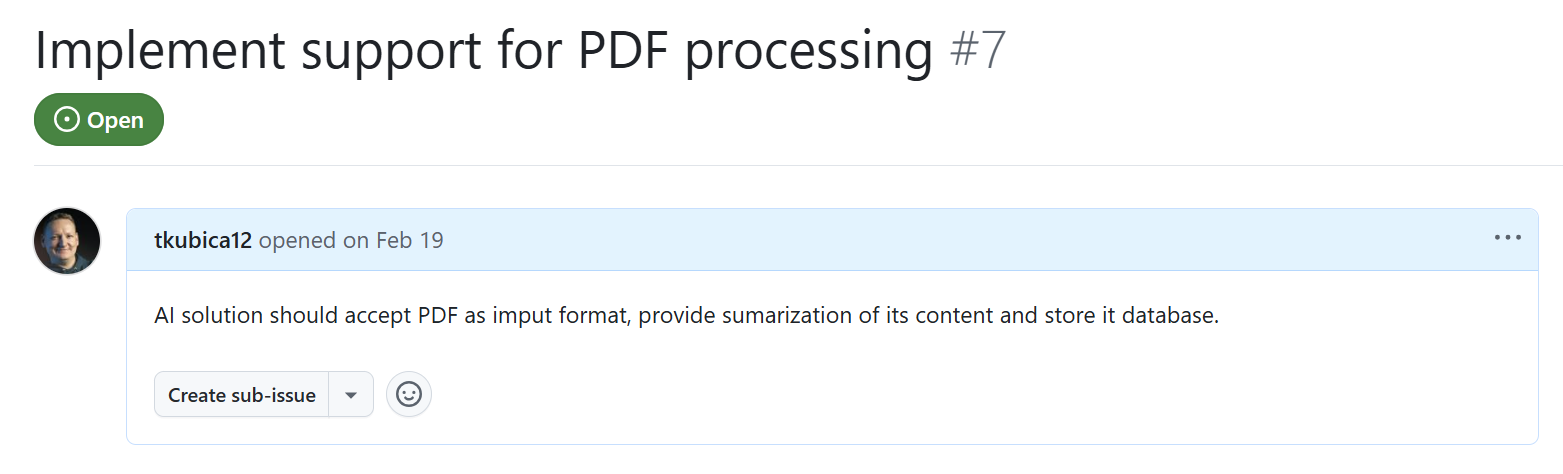 Implement support for PDF processing #7
Open
tkubica12 opened on Feb 19
AI solution should accept PDF as imput format, provide sumarization of its content and store it database.
Create sub-issue